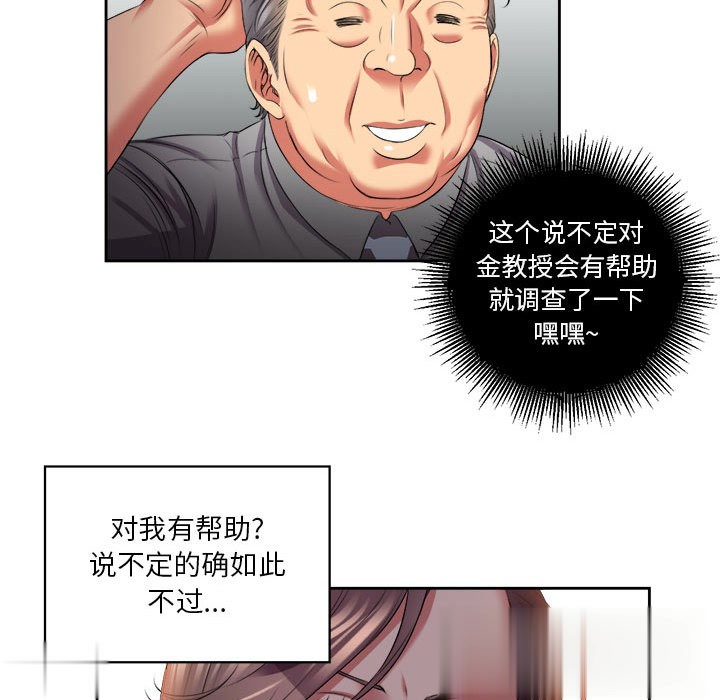 这个说不定对
金教授会有帮助
就调查了一下
嘿嘿~
对我有帮助?
说不定的确如此
不过...